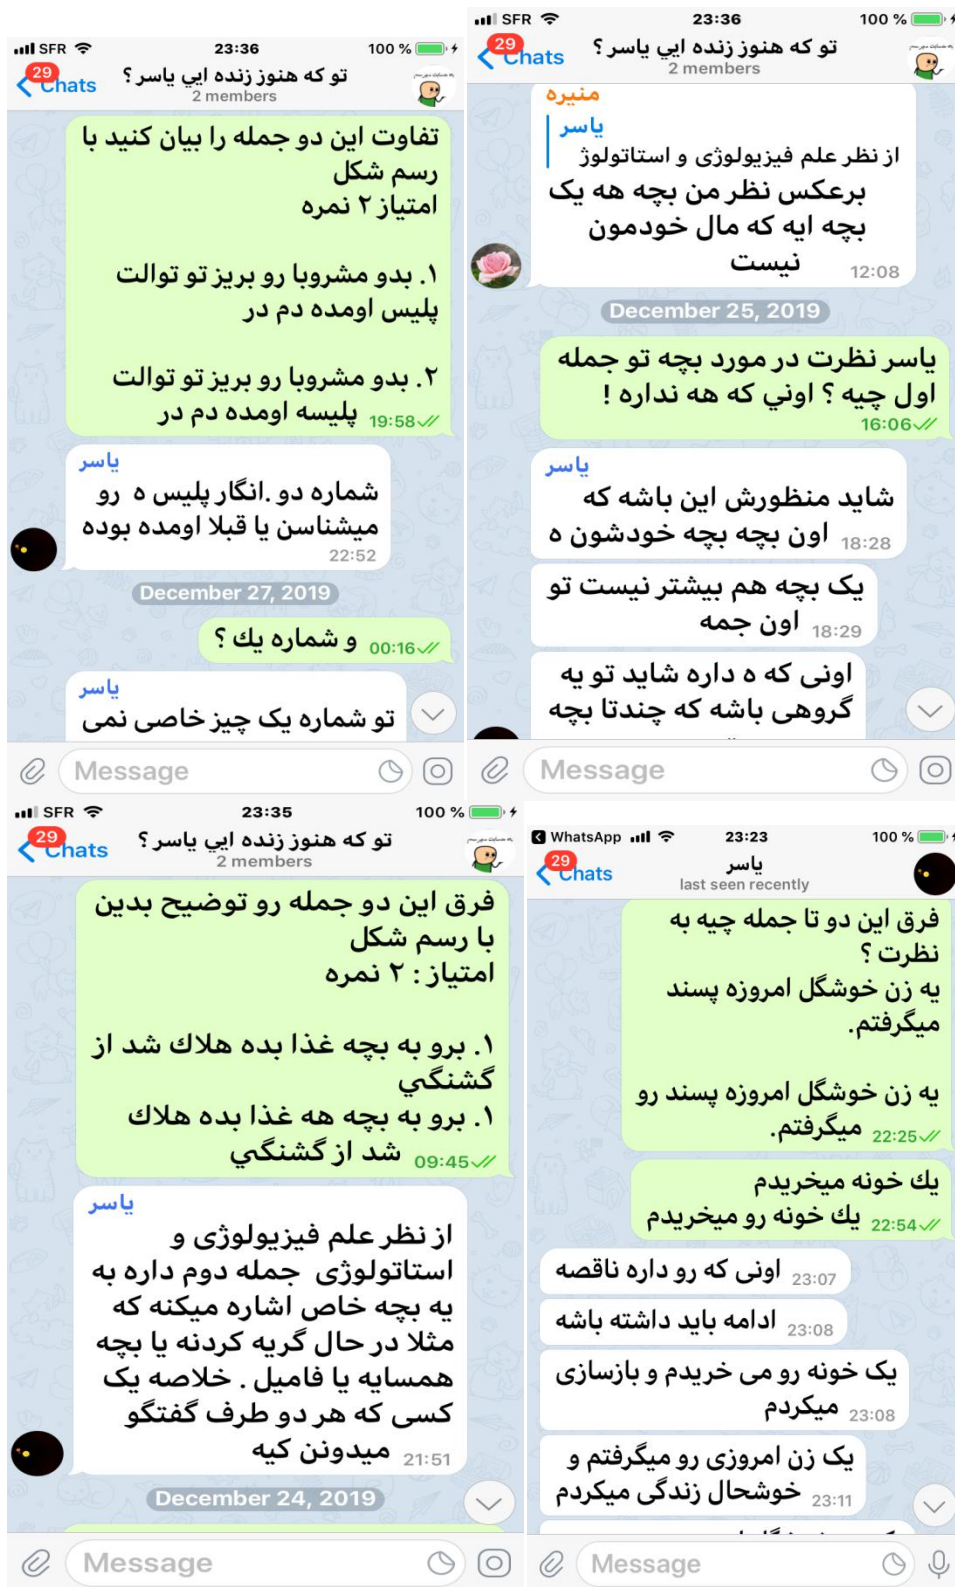 SFR 23:36 100 %
29
Chats
تو که هنوز زنده ایي یاسر ؟
2 members
تفاوت این دو جمله را بیان کنید با
رسم شکل
امتیاز ۲ نمره
۱. بدو مشروبا رو بریز تو توالت
پلیس اومده دم در
۲. بدو مشروبا رو بریز تو توالت
پلیسه اومده دم در 19:58
یاسر
شماره دو .انگار پلیس ه رو
میشناسن یا قبلا اومده بوده
22:52
December 27, 2019
و شماره یك ؟ 00:16
یاسر
تو شماره یک چیز خاصی نمی
Message
SFR 23:36 100 %
29
Chats
تو که هنوز زنده ایي یاسر ؟
2 members
منیره
یاسر
از نظر علم فیزیولوژی و استاتولوژ
برعکس نظر من بچه هه یک
بچه ایه که مال خودمون
نیست 12:08
December 25, 2019
یاسر نظرت در مورد بچه تو جمله
اول چیه ؟ اوني که هه نداره !
16:06
یاسر
شاید منظورش این باشه که
اون بچه بچه خودشون ه 18:28
یک بچه هم بیشتر نیست تو
اون جمه 18:29
اونی که ه داره شاید تو یه
گروهی باشه که چندتا بچه
Message
SFR 23:35 100 %
29
Chats
تو که هنوز زنده ایي یاسر ؟
2 members
فرق این دو جمله رو توضیح بدین
با رسم شکل
امتیاز : ۲ نمره
۱. برو به بچه غذا بده هلاك شد از
گشنگي
۱. برو به بچه هه غذا بده هلاك
شد از گشنگي 09:45
یاسر
از نظر علم فیزیولوژی و
استاتولوژی جمله دوم داره به
یه بچه خاص اشاره میکنه که
مثلا در حال گریه کردنه یا بچه
همسایه یا فامیل . خلاصه یک
کسی که هر دو طرف گفتگو
میدونن کیه 21:51
December 24, 2019
Message
WhatsApp 23:23 100 %
29
Chats
یاسر
last seen recently
فرق این دو تا جمله چیه به
نظرت ؟
یه زن خوشگل امروزه پسند
میگرفتم.
یه زن خوشگل امروزه پسند رو
میگرفتم. 22:25
یك خونه میخریدم
یك خونه رو میخریدم 22:54
اونی که رو داره ناقصه 23:07
ادامه باید داشته باشه 23:08
یک خونه رو می خریدم و بازسازی
میکردم 23:08
یک زن امروزی رو میگرفتم و
خوشحال زندگی میکردم 23:11
Message